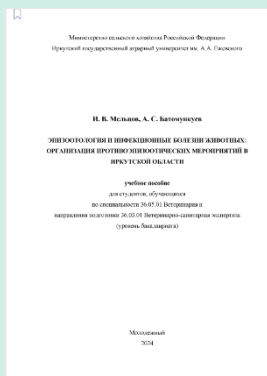 Министерство сельского хозяйства Российской Федерации
Иркутский государственный аграрный университет им. А.А. Ежевского
И. В. Мельцов, А. С. Батомункуев
ЭПИЗООТОЛОГИЯ И ИНФЕКЦИОННЫЕ БОЛЕЗНИ ЖИВОТНЫХ:
ОРГАНИЗАЦИЯ ПРОТИВОЭПИЗООТИЧЕСКИХ МЕРОПРИЯТИЙ В
ИРКУТСКОЙ ОБЛАСТИ
учебное пособие
для студентов, обучающихся
по специальности 36.05.01 Ветеринария и
направления подготовки 36.03.01 Ветеринарно-санитарная экспертиза
(уровень бакалавриата)
Молодежный
2024